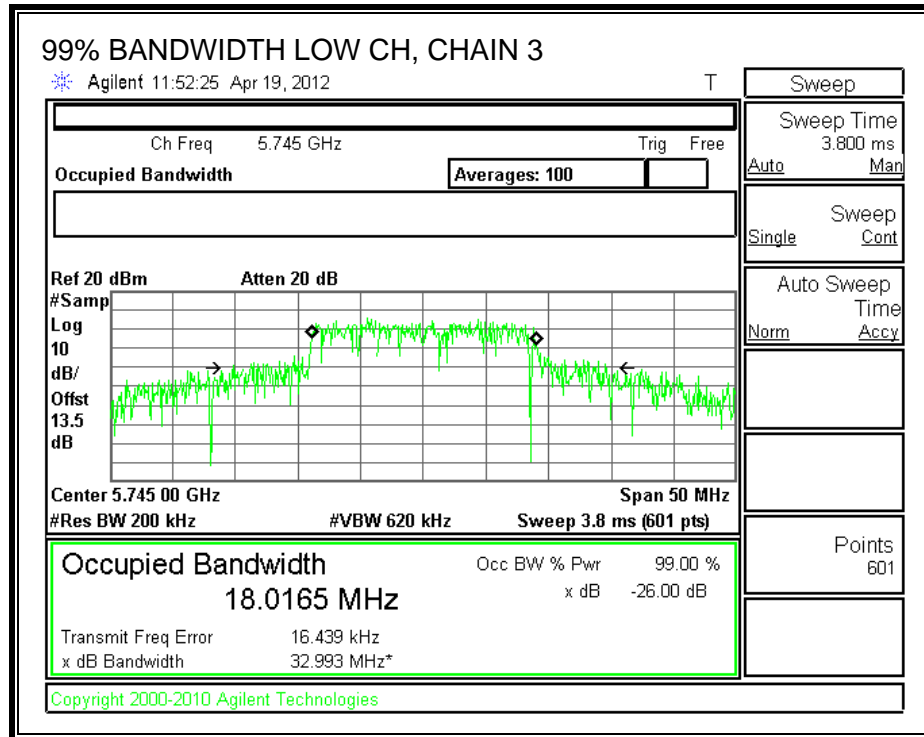 99% BANDWIDTH LOW CH, CHAIN 3
Agilent 11:52:25 Apr 19, 2012 T
Sweep
Ch Freq 5.745 GHz Trig Free
Occupied Bandwidth Averages: 100
Sweep Time
3.800 ms
Auto Man
Sweep
Single Cont
Auto Sweep
Time
Norm Accy
Ref 20 dBm Atten 20 dB
#Samp
Log
10
dB/
Offst
13.5
dB
Center 5.745 00 GHz Span 50 MHz
#Res BW 200 kHz #VBW 620 kHz Sweep 3.8 ms (601 pts)
Points
601
Occupied Bandwidth
18.0165 MHz
Occ BW % Pwr 99.00 %
x dB -26.00 dB
Transmit Freq Error 16.439 kHz
x dB Bandwidth 32.993 MHz*
Copyright 2000-2010 Agilent Technologies